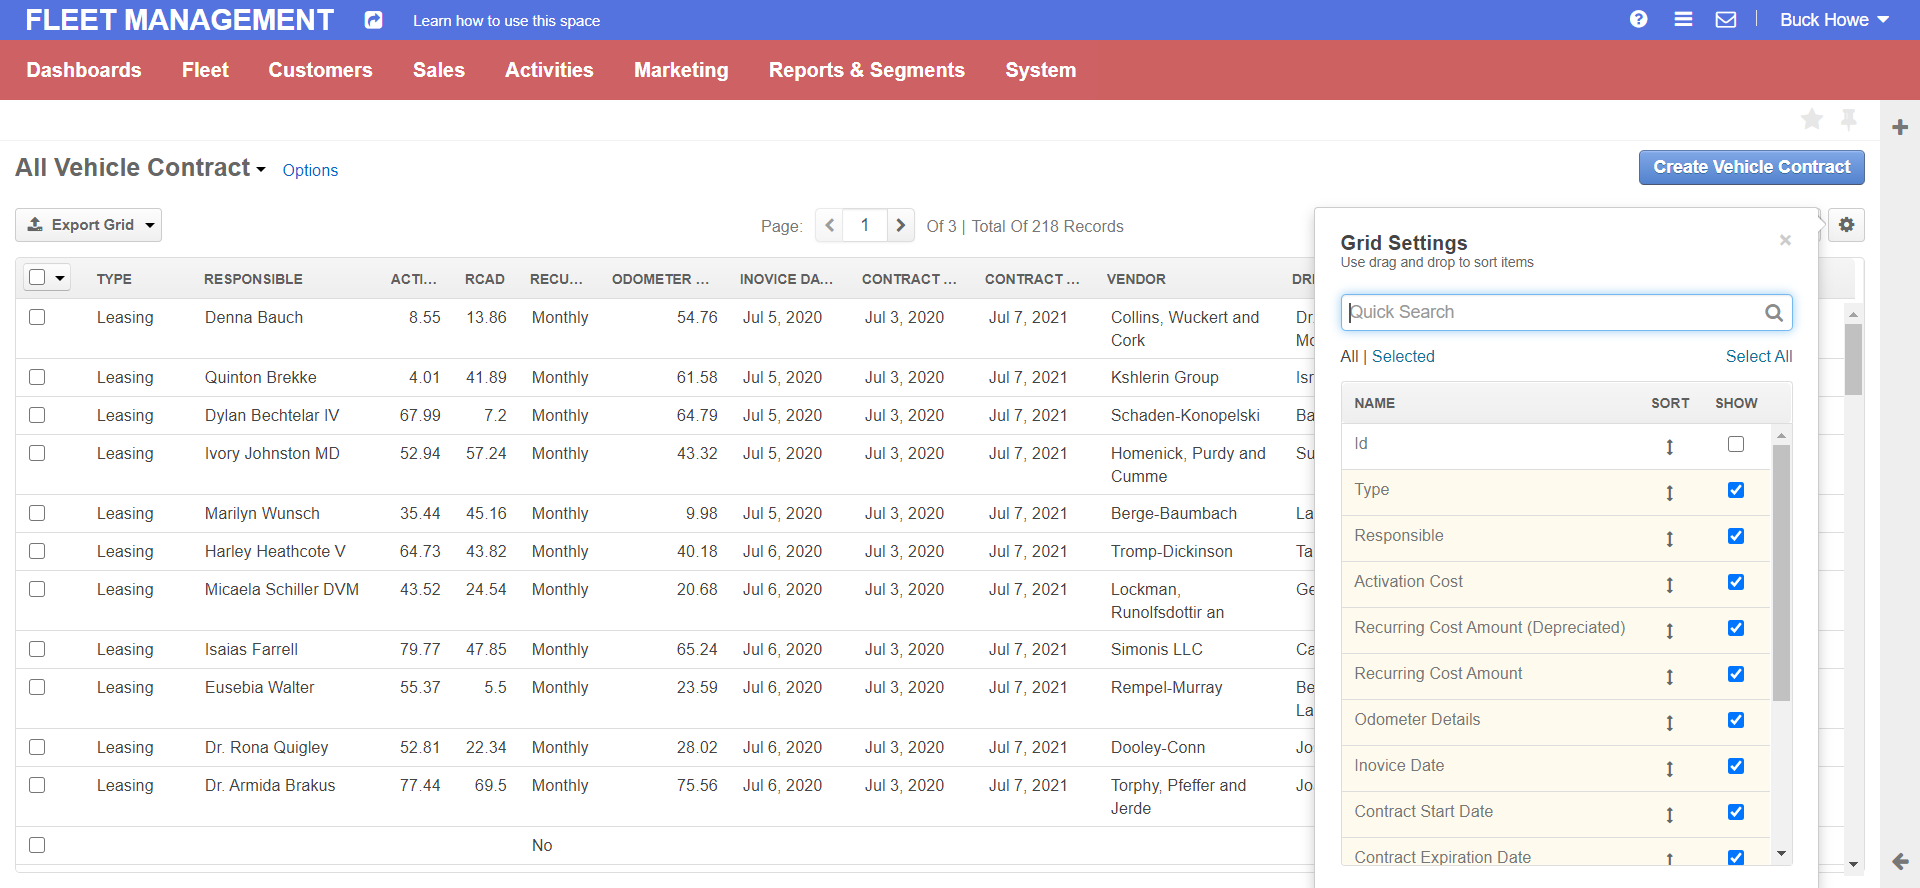 FLEET MANAGEMENT Learn how to use this space Buck Howe
Dashboards Fleet Customers Sales Activities Marketing Reports & Segments System
All Vehicle Contract Options Create Vehicle Contract
Export Grid Page: 1 Of 3 | Total Of 218 Records
TYPE RESPONSIBLE ACTI... RCAD RECU... ODOMETER ... INOVICE DA... CONTRACT ... CONTRACT ... VENDOR
Leasing Denna Bauch 8.55 13.86 Monthly 54.76 Jul 5, 2020 Jul 3, 2020 Jul 7, 2021 Collins, Wuckert and Dr.
Cork
Leasing Quinton Brekke 4.01 41.89 Monthly 61.58 Jul 5, 2020 Jul 3, 2020 Jul 7, 2021 Kshlerin Group Isr
Leasing Dylan Bechtelar IV 67.99 7.2 Monthly 64.79 Jul 5, 2020 Jul 3, 2020 Jul 7, 2021 Schaden-Konopelski Ba
Leasing Ivory Johnston MD 52.94 57.24 Monthly 43.32 Jul 5, 2020 Jul 3, 2020 Jul 7, 2021 Homenick, Purdy and Su
Cumme
Leasing Marilyn Wunsch 35.44 45.16 Monthly 9.98 Jul 5, 2020 Jul 3, 2020 Jul 7, 2021 Berge-Baumbach La
Leasing Harley Heathcote V 64.73 43.82 Monthly 40.18 Jul 6, 2020 Jul 3, 2020 Jul 7, 2021 Tromp-Dickinson Ta
Leasing Micaela Schiller DVM 43.52 24.54 Monthly 20.68 Jul 6, 2020 Jul 3, 2020 Jul 7, 2021 Lockman, Ge
Runolfsdottir an
Leasing Isaias Farrell 79.77 47.85 Monthly 65.24 Jul 6, 2020 Jul 3, 2020 Jul 7, 2021 Simonis LLC Ca
Leasing Eusebia Walter 55.37 5.5 Monthly 23.59 Jul 6, 2020 Jul 3, 2020 Jul 7, 2021 Rempel-Murray Be
La
Leasing Dr. Rona Quigley 52.81 22.34 Monthly 28.02 Jul 6, 2020 Jul 3, 2020 Jul 7, 2021 Dooley-Conn Jo
Leasing Dr. Armida Brakus 77.44 69.5 Monthly 75.56 Jul 6, 2020 Jul 3, 2020 Jul 7, 2021 Torphy, Pfeffer and Jo
Jerde
No
Grid Settings
Use drag and drop to sort items
Quick Search
All | Selected Select All
NAME SORT SHOW
Id
Type
Responsible
Activation Cost
Recurring Cost Amount (Depreciated)
Recurring Cost Amount
Odometer Details
Inovice Date
Contract Start Date
Contract Expiration Date